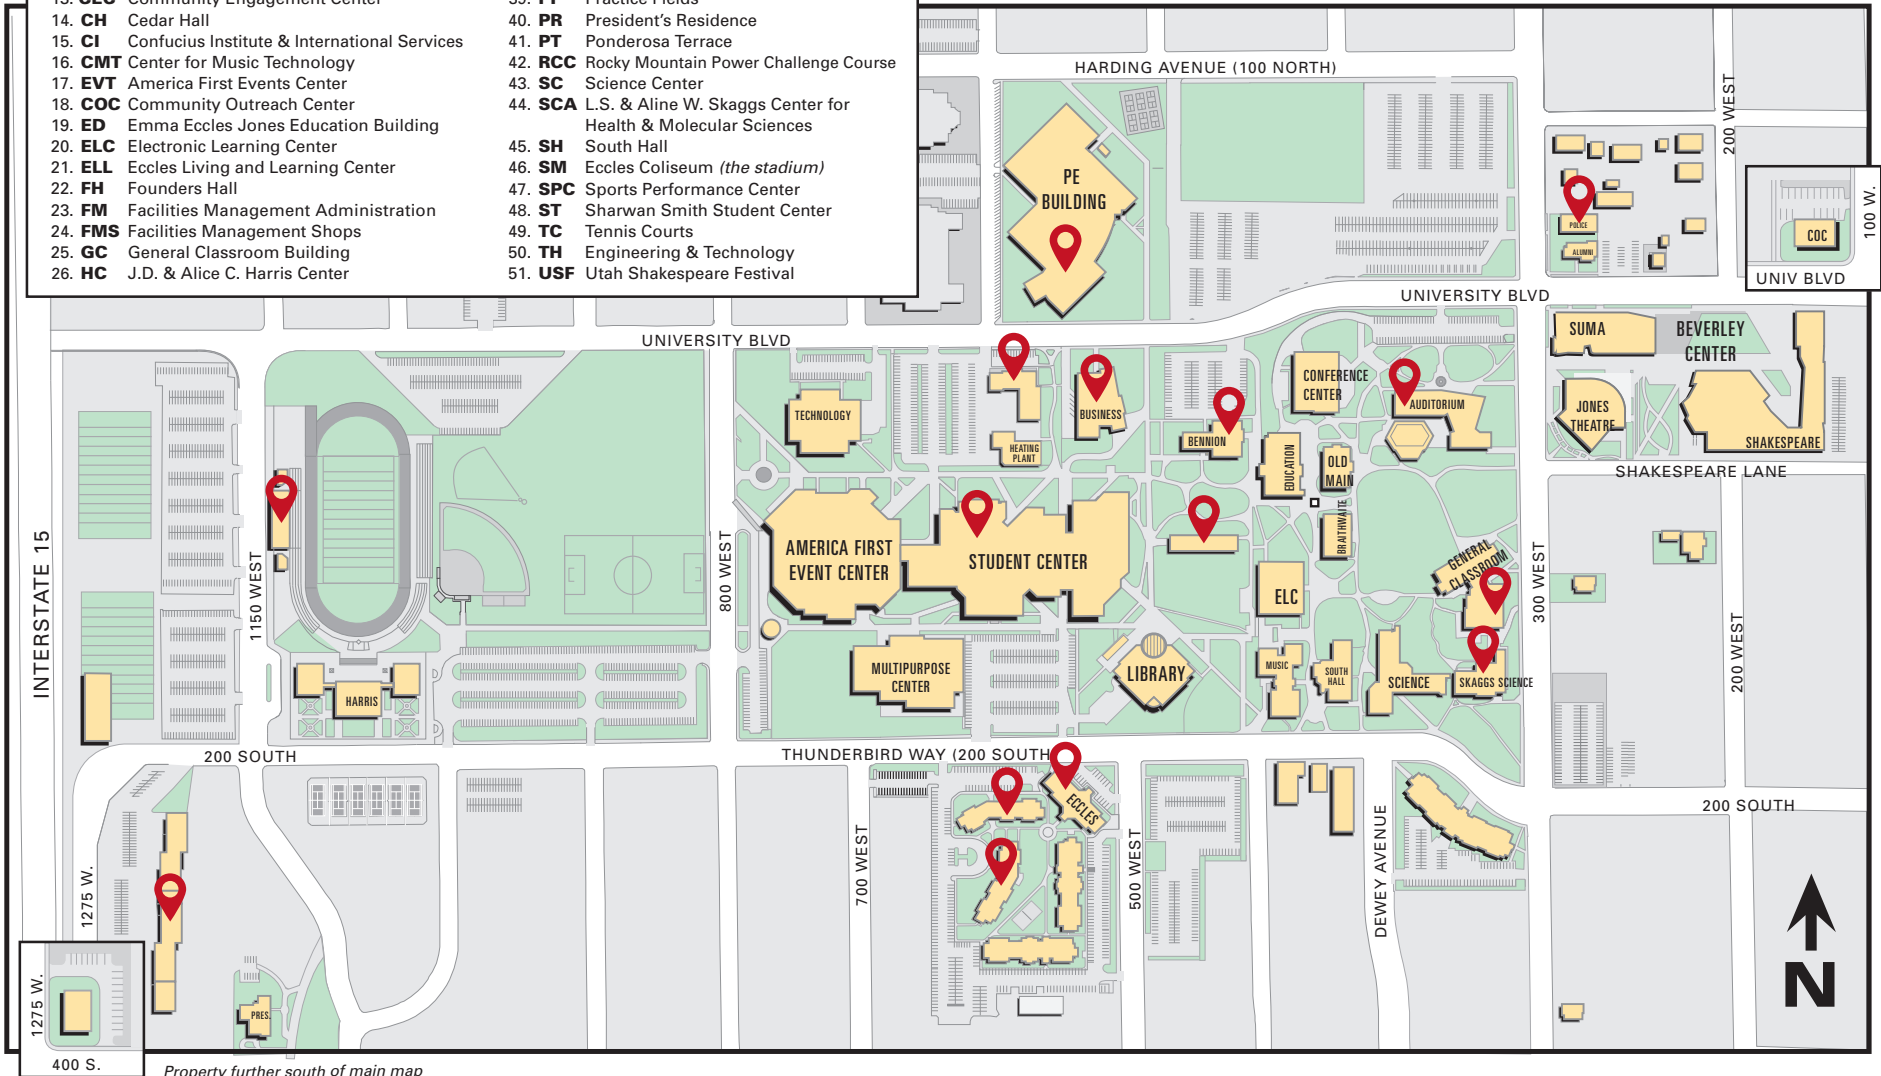 13. CEC Community Engagement Center
14. CH Cedar Hall
15. CI Confucius Institute & International Services
16. CMT Center for Music Technology
17. EVT America First Events Center
18. COC Community Outreach Center
19. ED Emma Eccles Jones Education Building
20. ELC Electronic Learning Center
21. ELL Eccles Living and Learning Center
22. FH Founders Hall
23. FM Facilities Management Administration
24. FMS Facilities Management Shops
25. GC General Classroom Building
26. HC J.D. & Alice C. Harris Center
39. PF Practice Fields
40. PR President's Residence
41. PT Ponderosa Terrace
42. RCC Rocky Mountain Power Challenge Course
43. SC Science Center
44. SCA L.S. & Aline W. Skaggs Center for
Health & Molecular Sciences
45. SH South Hall
46. SM Eccles Coliseum (the stadium)
47. SPC Sports Performance Center
48. ST Sharwan Smith Student Center
49. TC Tennis Courts
50. TH Engineering & Technology
51. USF Utah Shakespeare Festival
HARDING AVENUE (100 NORTH)
200 WEST
PE
BUILDING
POLICE
ALUMNI
COC
100 W.
UNIV BLVD
UNIVERSITY BLVD
UNIVERSITY BLVD
SUMA
BEVERLEY
CENTER
CONFERENCE
CENTER
AUDITORIUM
JONES
THEATRE
SHAKESPEARE
SHAKESPEARE LANE
TECHNOLOGY
BUSINESS
HEATING
PLANT
BENNION
EDUCATION
OLD
MAIN
BRAITHWAITE
INTERSTATE 15
1150 WEST
800 WEST
AMERICA FIRST
EVENT CENTER
STUDENT CENTER
ELC
GENERAL
CLASSROOM
300 WEST
200 WEST
HARRIS
MULTIPURPOSE
CENTER
LIBRARY
MUSIC
SOUTH
HALL
SCIENCE
SKAGGS SCIENCE
200 SOUTH
THUNDERBIRD WAY (200 SOUTH
200 SOUTH
ECCLES
700 WEST
500 WEST
DEWEY AVENUE
1275 W.
1275 W.
PRES.
N
400 S.
Property further south of main map